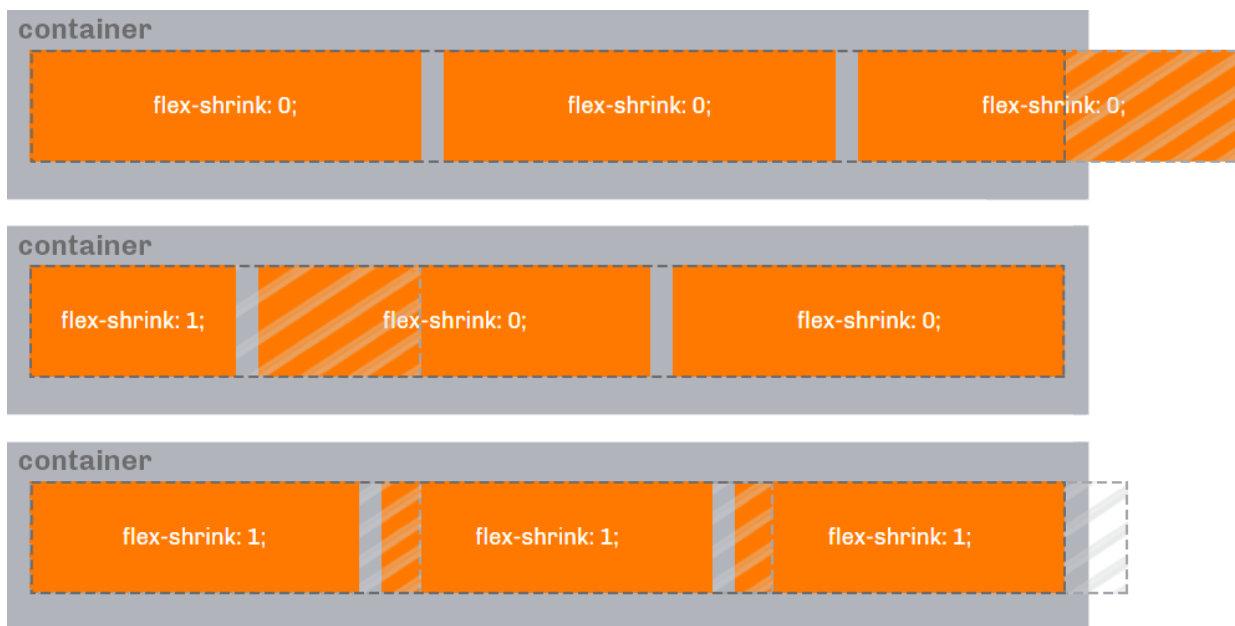 container
flex-shrink: 0; flex-shrink: 0; flex-shrink: 0;
container
flex-shrink: 1; flex-shrink: 0; flex-shrink: 0;
container
flex-shrink: 1; flex-shrink: 1; flex-shrink: 1;